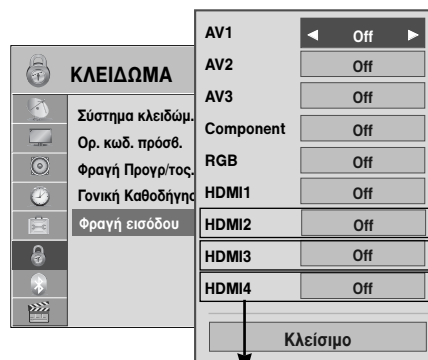 ΚΛΕΙΔΩΜΑ
Σύστημα κλειδώμ.
Ορ. κωδ. πρόσβ.
Φραγή Προγρ/τος.
Γονική Καθοδήγησ
Φραγή εισόδου
AV1 Off
AV2 Off
AV3 Off
Component Off
RGB Off
HDMI1 Off
HDMI2 Off
HDMI3 Off
HDMI4 Off
Κλείσιμο